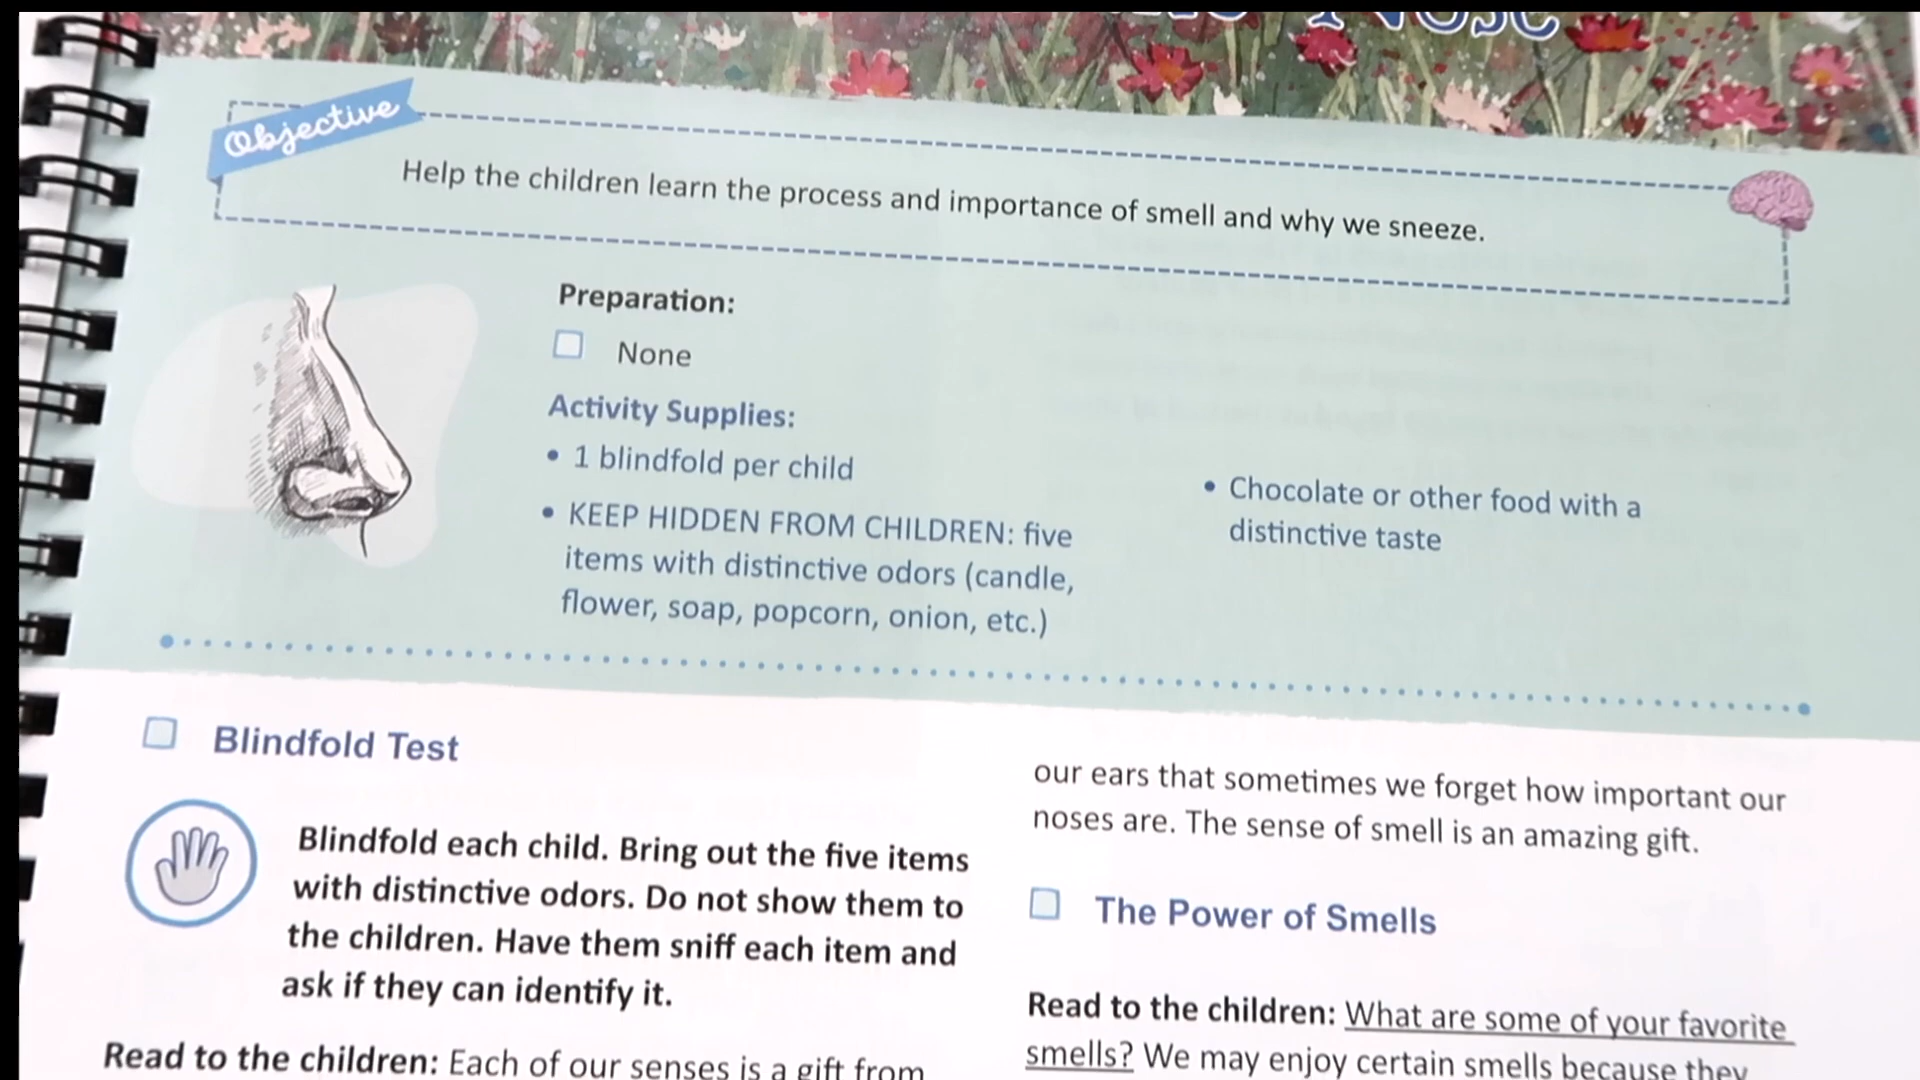 Nose
Objective
Help the children learn the process and importance of smell and why we sneeze.
Preparation:
None
Activity Supplies:
• 1 blindfold per child
• KEEP HIDDEN FROM CHILDREN: five
items with distinctive odors (candle,
flower, soap, popcorn, onion, etc.)
• Chocolate or other food with a
distinctive taste
Blindfold Test
Blindfold each child. Bring out the five items
with distinctive odors. Do not show them to
the children. Have them sniff each item and
ask if they can identify it.
Read to the children: Each of our senses is a gift from
our ears that sometimes we forget how important our
noses are. The sense of smell is an amazing gift.
The Power of Smells
Read to the children: What are some of your favorite
smells? We may enjoy certain smells because they